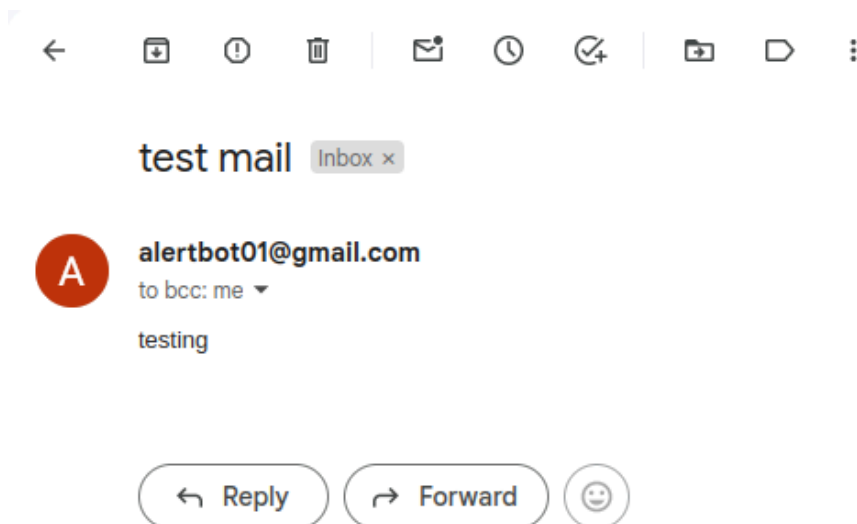 test mail Inbox ×
A
alertbot01@gmail.com
to bcc: me
testing
Reply Forward